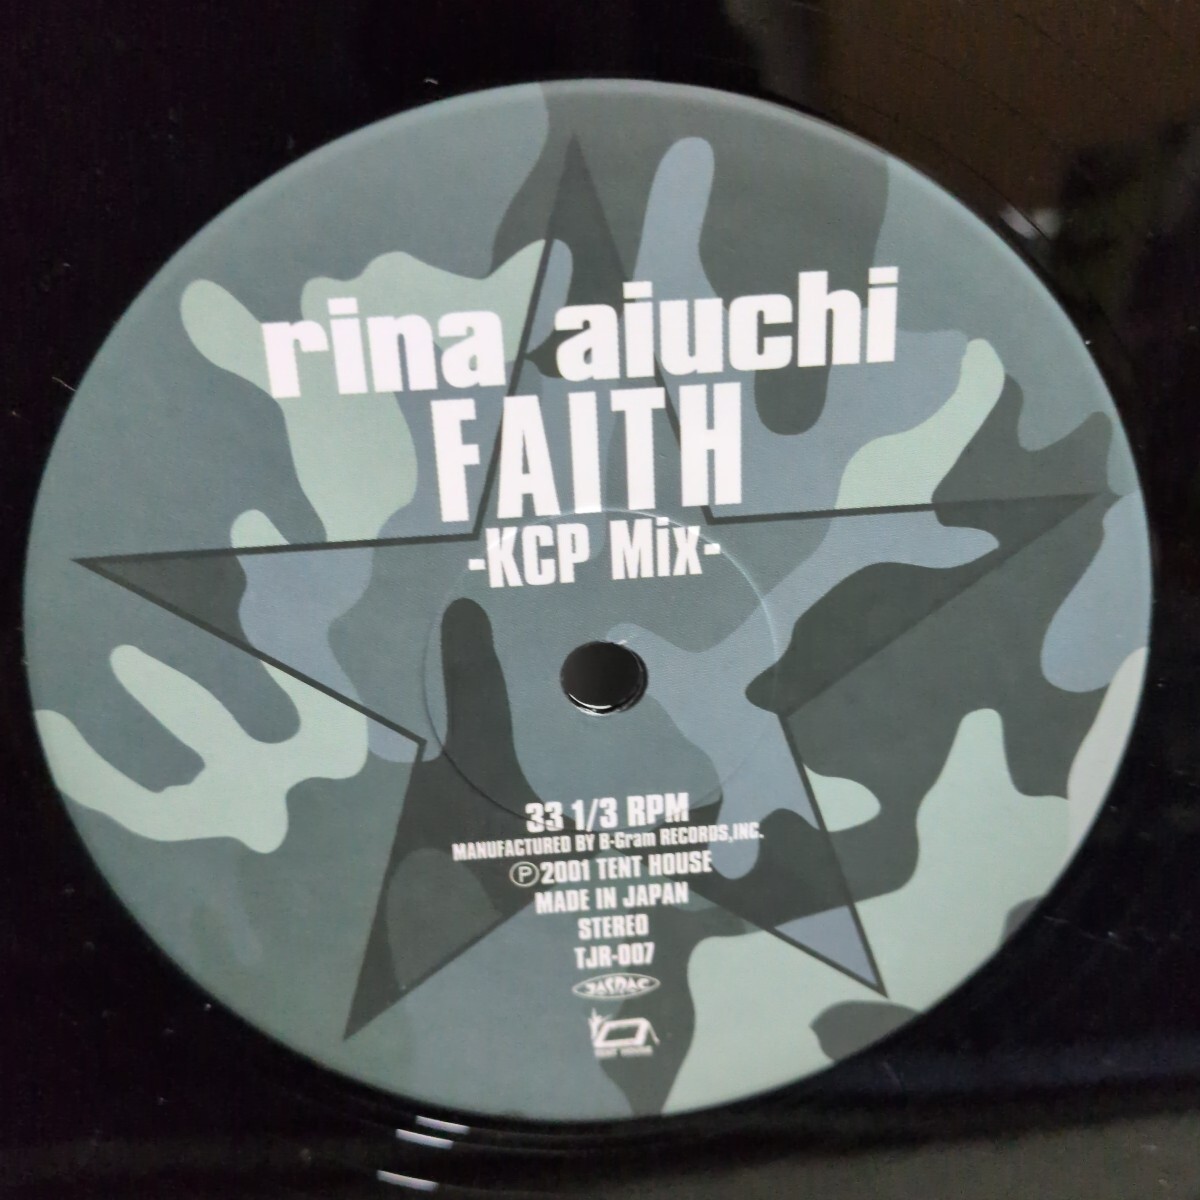 rina aiuchi
FAITH
-KCP Mix-
33 1/3 RPM
MANUFACTURED BY B-Gram RECORDS,INC.
Ⓟ2001 TENT HOUSE
MADE IN JAPAN
STEREO
TJR-007
JASRAC
TENT HOUSE